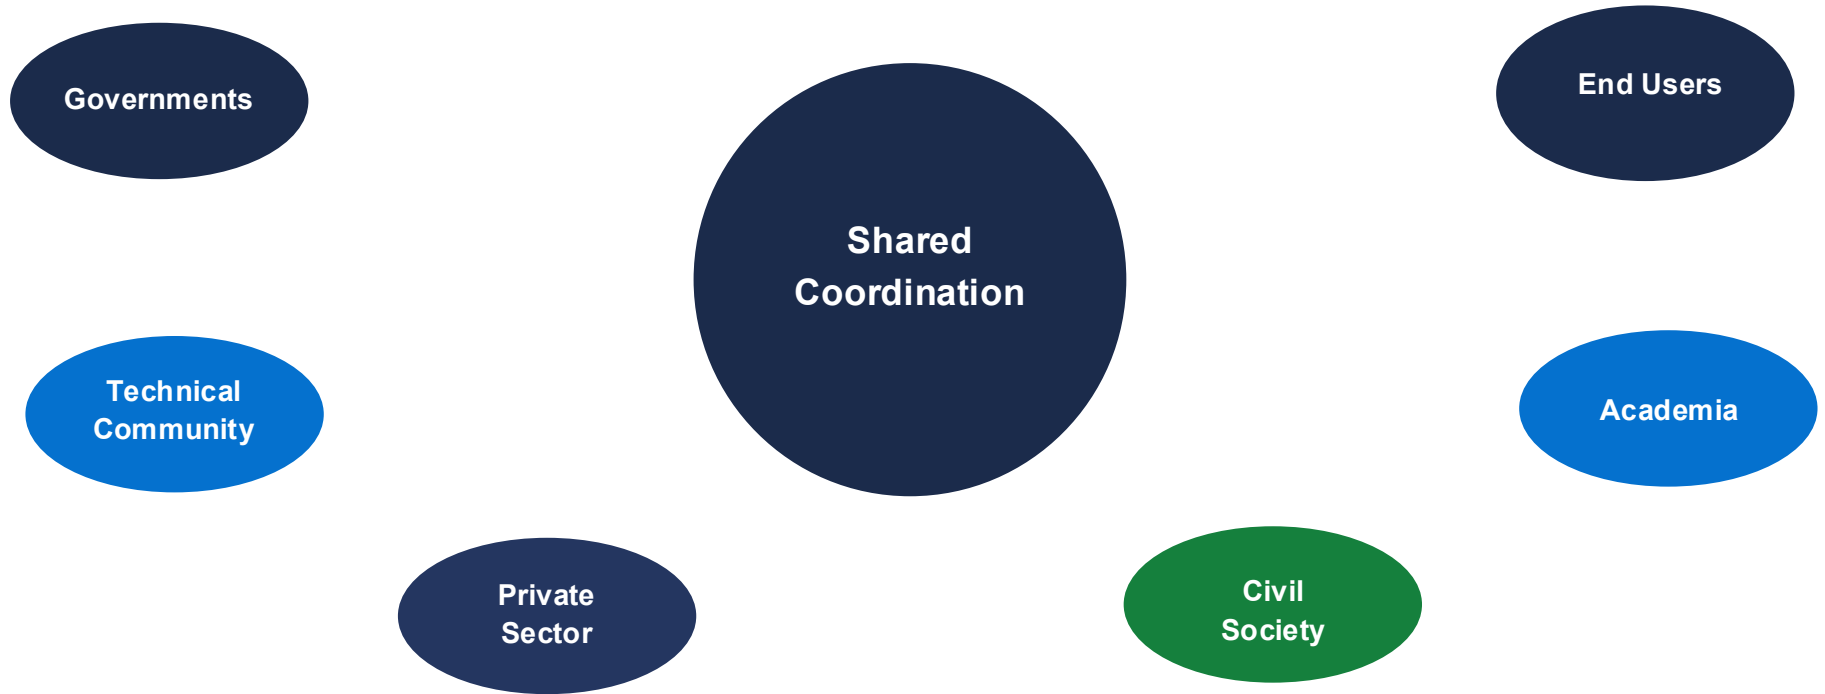 Governments
End Users
Shared
Coordination
Technical
Community
Academia
Private
Sector
Civil
Society